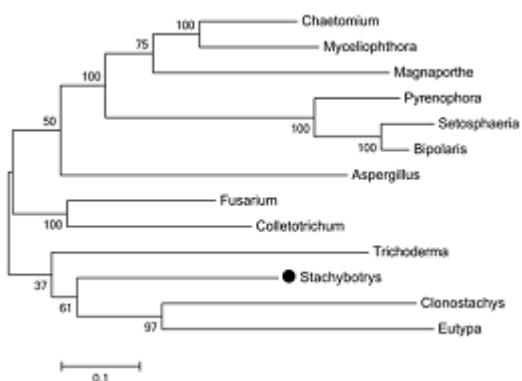 100 Chaetomium
75 Myceliophthora
100 Magnaporthe
Pyrenophora
100 Setosphaeria
50 100 Bipolaris
Aspergillus
Fusarium
100 Colletotrichum
Trichoderma
37 Stachybotrys
61 Clonostachys
97 Eutypa
0.1